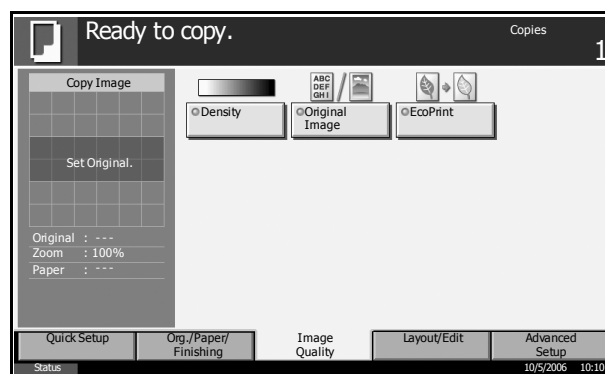 Ready to copy.
Copies
1
Copy Image
Set Original.
Original : ---
Zoom : 100%
Paper : ---
ABC
DEF
GHI
Density
Original
Image
EcoPrint
Quick Setup
Org./Paper/
Finishing
Image
Quality
Layout/Edit
Advanced
Setup
Status
10/5/2006 10:10